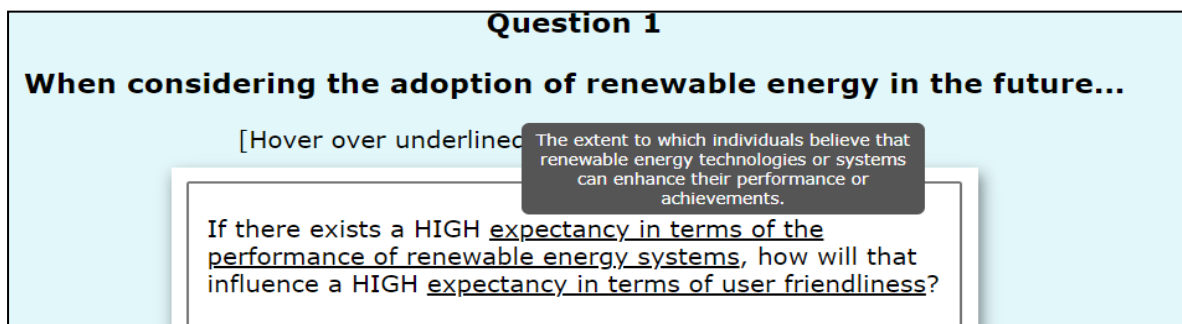 Question 1
When considering the adoption of renewable energy in the future...
[Hover over underlined
The extent to which individuals believe that
renewable energy technologies or systems
can enhance their performance or
achievements.
If there exists a HIGH expectancy in terms of the
performance of renewable energy systems, how will that
influence a HIGH expectancy in terms of user friendliness?